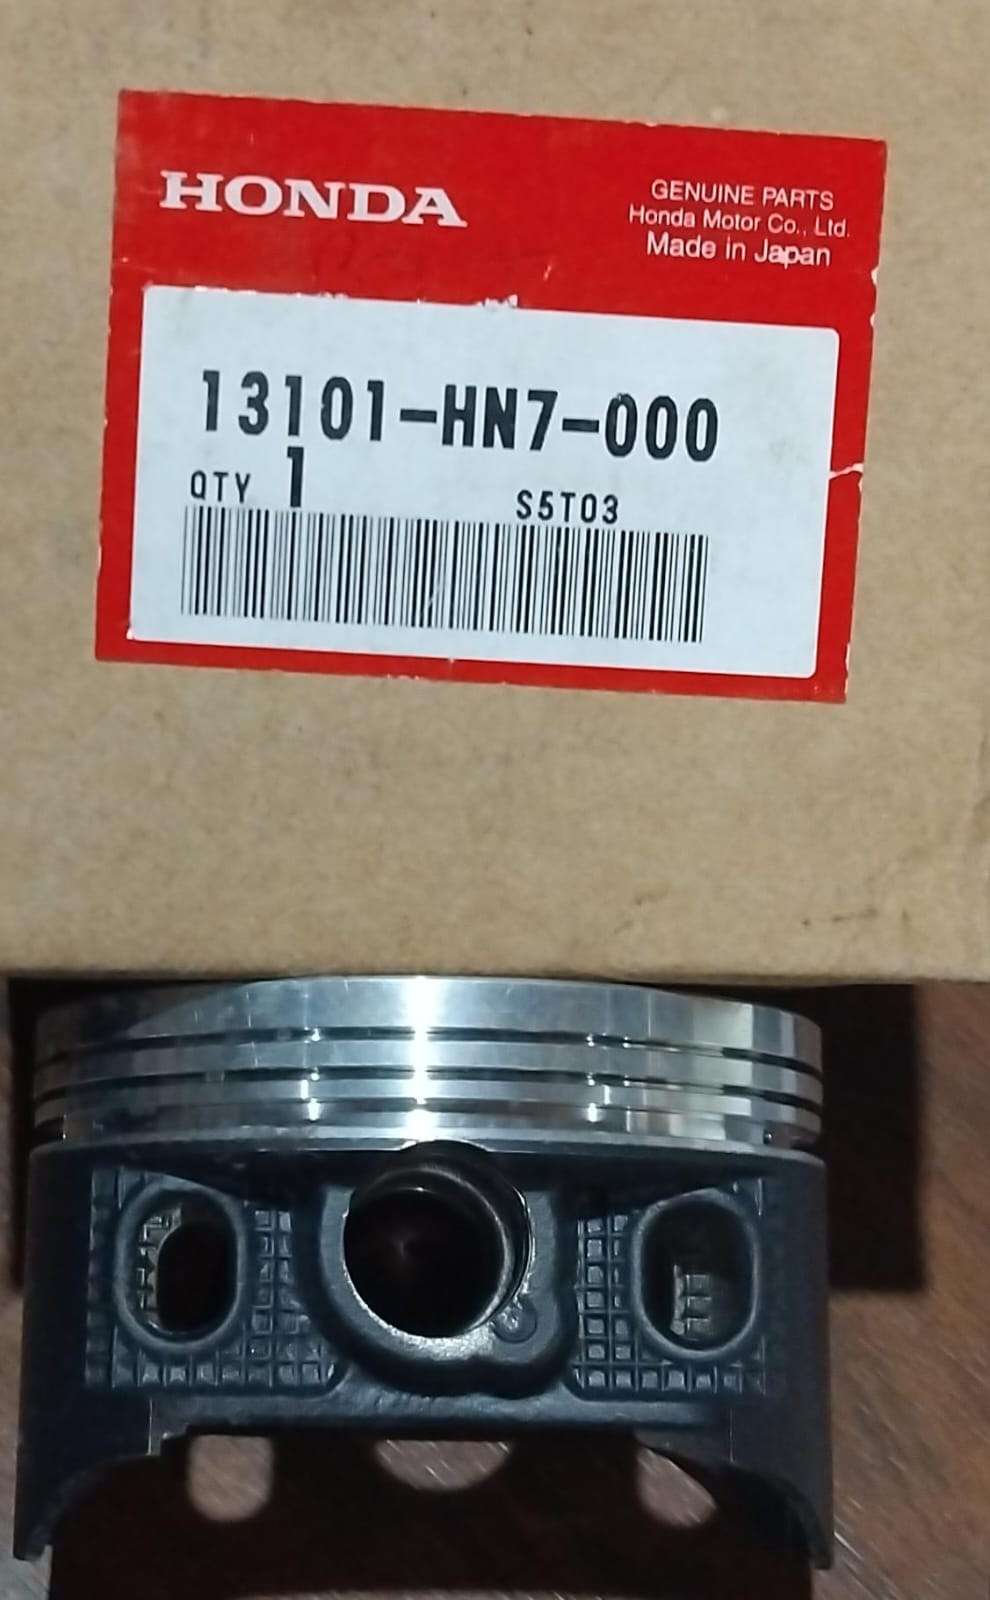 HONDA
GENUINE PARTS
Honda Motor Co., Ltd.
Made in Japan
13101-HN7-000
QTY 1
S5T03